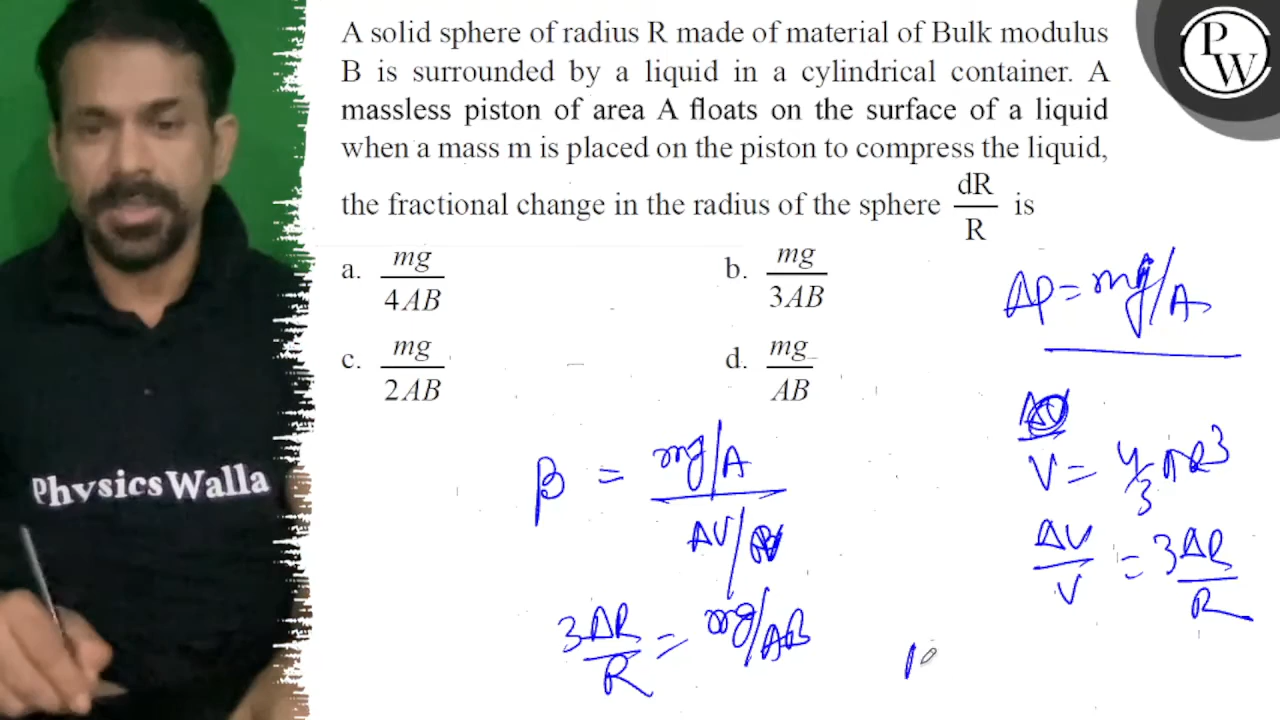 A solid sphere of radius R made of material of Bulk modulus
B is surrounded by a liquid in a cylindrical container. A
massless piston of area A floats on the surface of a liquid
when a mass m is placed on the piston to compress the liquid,
the fractional change in the radius of the sphere dR/R is
a. mg/4AB
b. mg/3AB
c. mg/2AB
d. mg/AB
ΔP = mg/A
V = 4/3 πR³
ΔV/V = 3ΔR/R
β = mg/A / ΔV/V
3ΔR/R = mg/AB
Physics Walla
PW